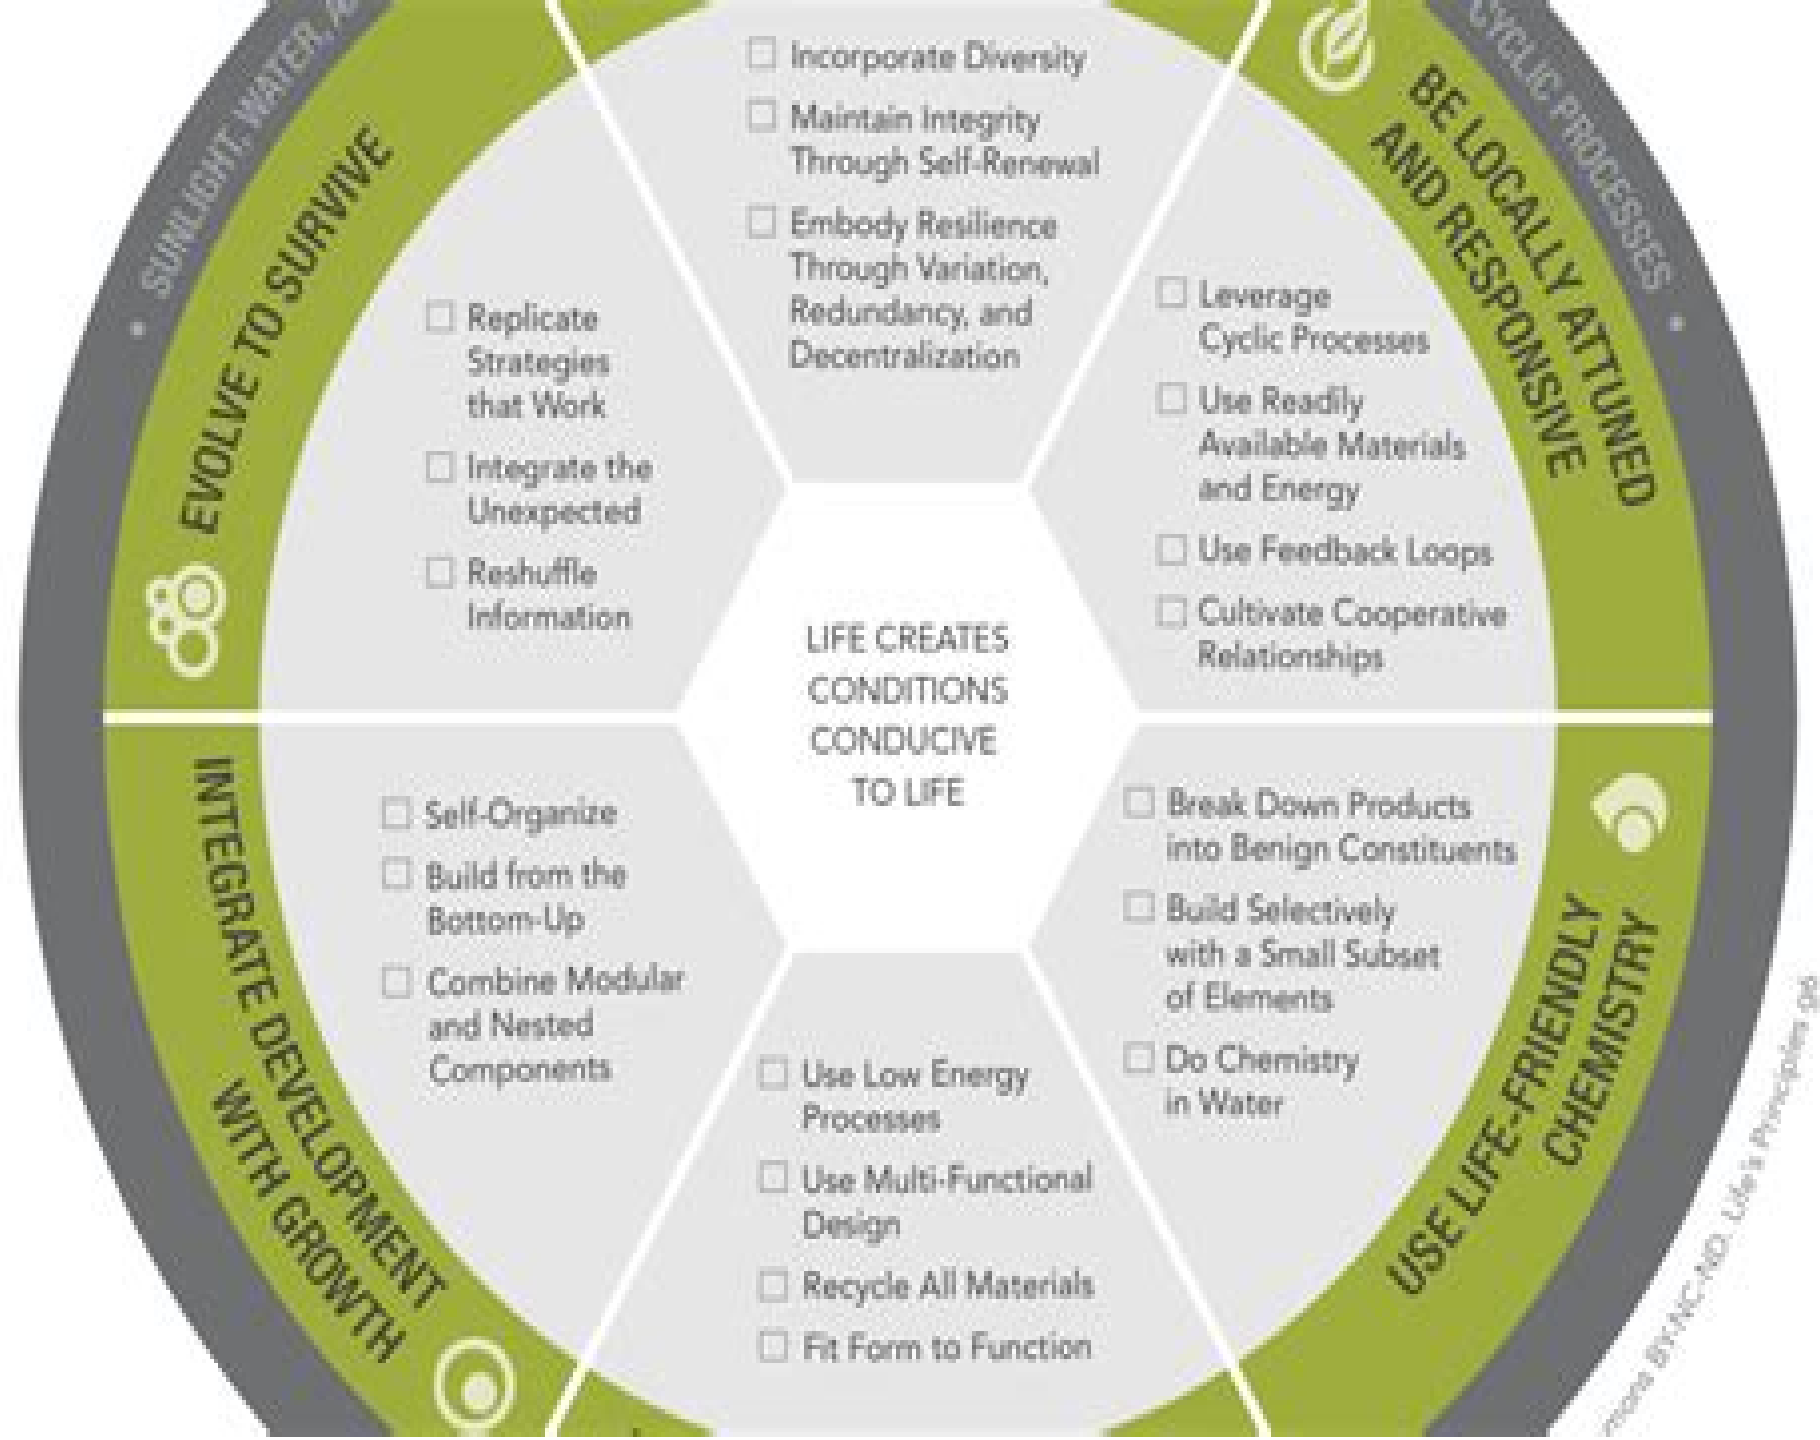 SUNLIGHT, WATER,
CYCLIC PROCESSES
EVOLVE TO SURVIVE
BE LOCALLY ATTUNED
AND RESPONSIVE
Incorporate Diversity
Maintain Integrity
Through Self-Renewal
Embody Resilience
Through Variation,
Redundancy, and
Decentralization
Replicate
Strategies
that Work
Integrate the
Unexpected
Reshuffle
Information
Leverage
Cyclic Processes
Use Readily
Available Materials
and Energy
Use Feedback Loops
Cultivate Cooperative
Relationships
LIFE CREATES
CONDITIONS
CONDUCIVE
TO LIFE
INTEGRATE DEVELOPMENT
WITH GROWTH
Self-Organize
Build from the
Bottom-Up
Combine Modular
and Nested
Components
Use Low Energy
Processes
Use Multi-Functional
Design
Recycle All Materials
Fit Form to Function
Break Down Products
into Benign Constituents
Build Selectively
with a Small Subset
of Elements
Do Chemistry
in Water
USE LIFE-FRIENDLY
CHEMISTRY
mons BY-NC-ND. Life's Principles